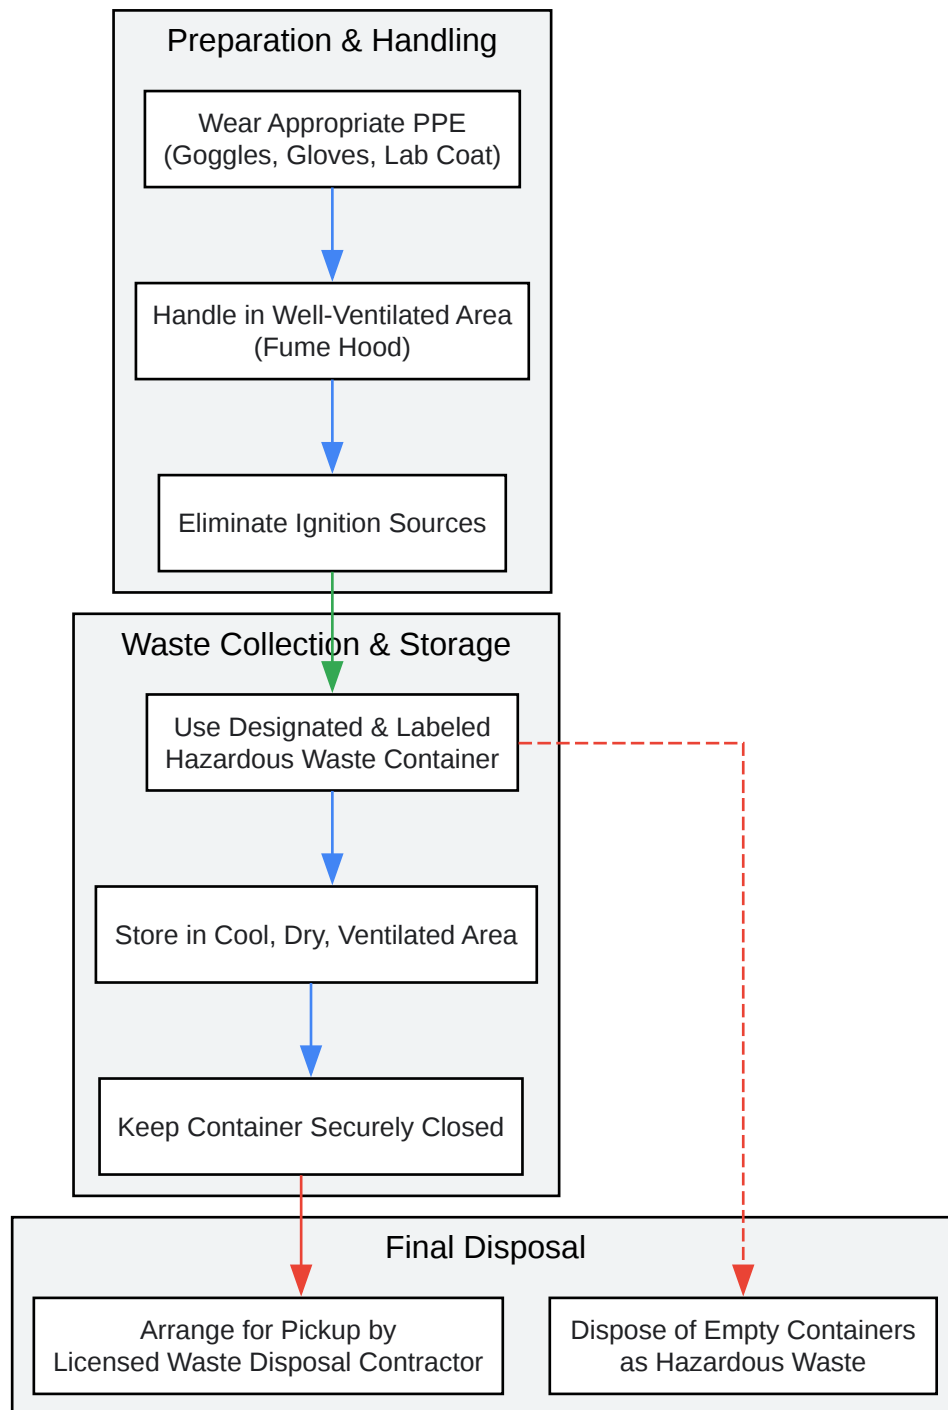 Preparation & Handling
Wear Appropriate PPE
(Goggles, Gloves, Lab Coat)
Handle in Well-Ventilated Area
(Fume Hood)
Eliminate Ignition Sources
Waste Collection & Storage
Use Designated & Labeled
Hazardous Waste Container
Store in Cool, Dry, Ventilated Area
Keep Container Securely Closed
Final Disposal
Arrange for Pickup by
Licensed Waste Disposal Contractor
Dispose of Empty Containers
as Hazardous Waste